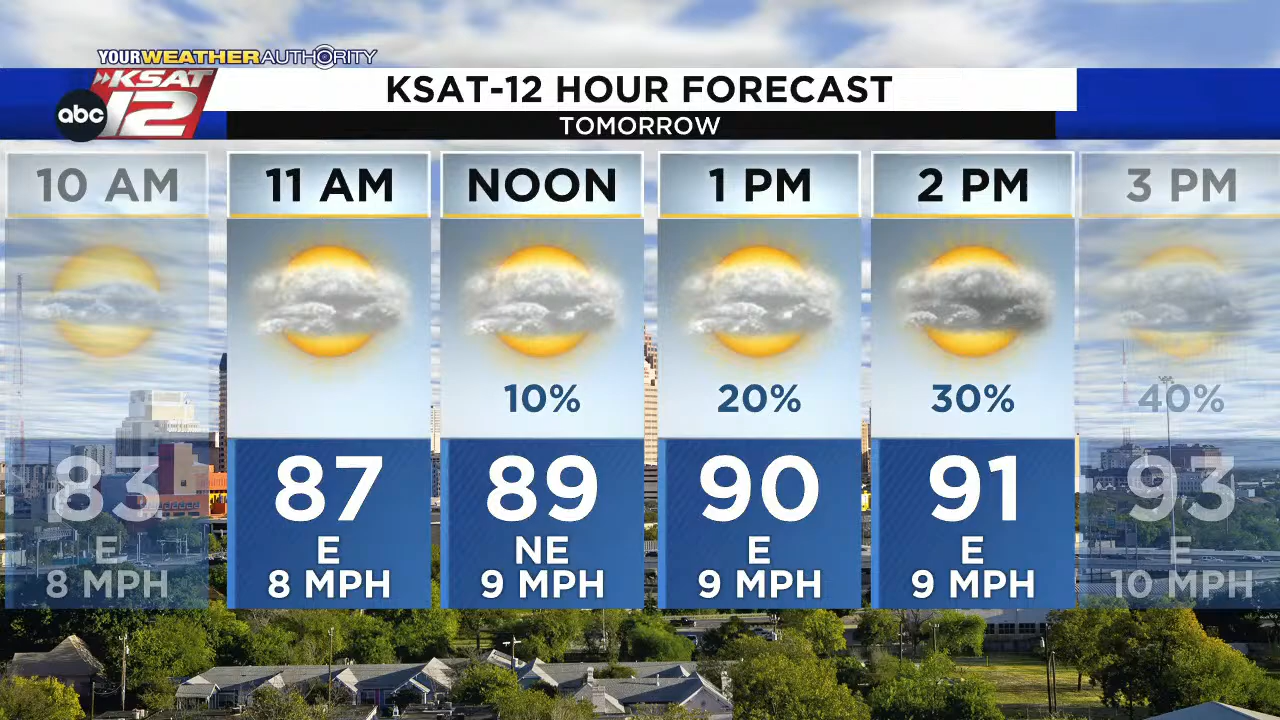 YOURWEATHERAUTHORITY
KSAT
abc 12
KSAT-12 HOUR FORECAST
TOMORROW
10 AM
83
E
8 MPH
11 AM
87
E
8 MPH
NOON
10%
89
NE
9 MPH
1 PM
20%
90
E
9 MPH
2 PM
30%
91
E
9 MPH
3 PM
40%
93
E
10 MPH